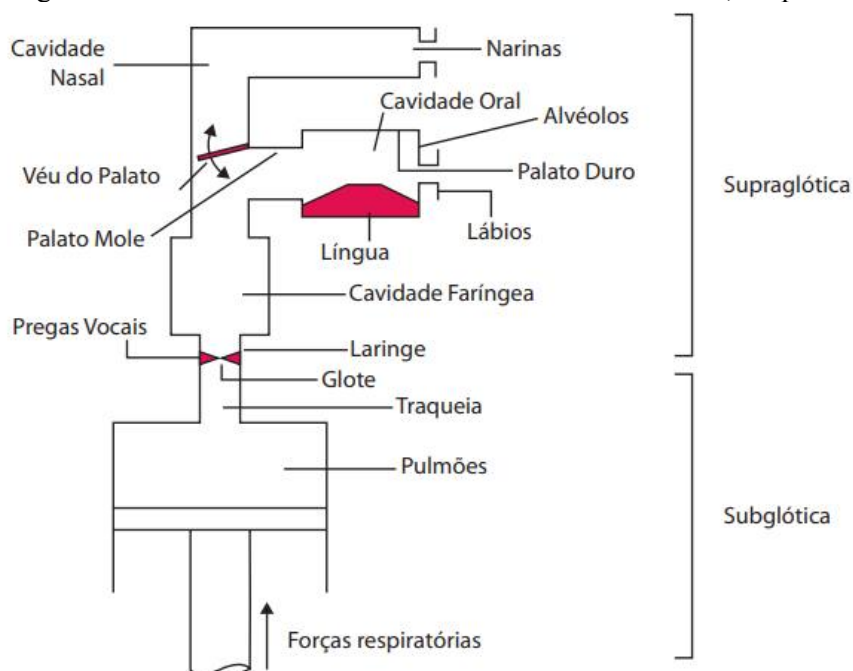 Cavidade
Nasal
Narinas
Cavidade Oral
Alvéolos
Véu do Palato
Palato Duro
Supraglótica
Palato Mole
Língua
Lábios
Cavidade Faríngea
Pregas Vocais
Laringe
Glote
Traqueia
Pulmões
Subglótica
Forças respiratórias